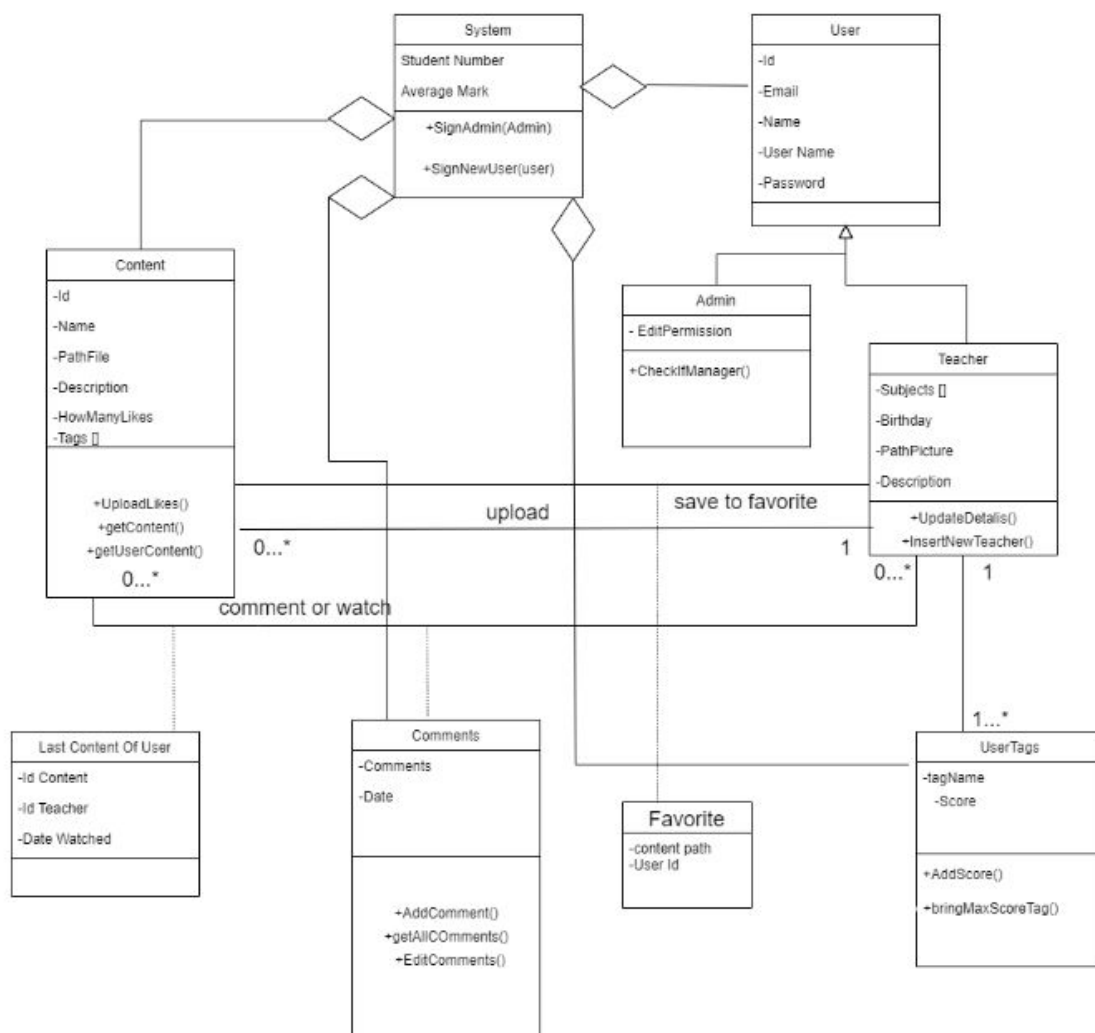 System
Student Number
Average Mark
+SignAdmin(Admin)
+SignNewUser(user)
User
-Id
-Email
-Name
-User Name
-Password
Content
-Id
-Name
-PathFile
-Description
-HowManyLikes
-Tags []
+UploadLikes()
+getContent()
+getUserContent()
0...*
Admin
- EditPermission
+CheckIfManager()
Teacher
-Subjects []
-Birthday
-PathPicture
-Description
+UpdateDetalis()
+InsertNewTeacher()
save to favorite
upload
0...*
1
0...*
1
comment or watch
1...*
Last Content Of User
-Id Content
-Id Teacher
-Date Watched
Comments
-Comments
-Date
+AddComment()
+getAllCOmments()
+EditComments()
Favorite
-content path
-User Id
UserTags
-tagName
-Score
+AddScore()
+bringMaxScoreTag()